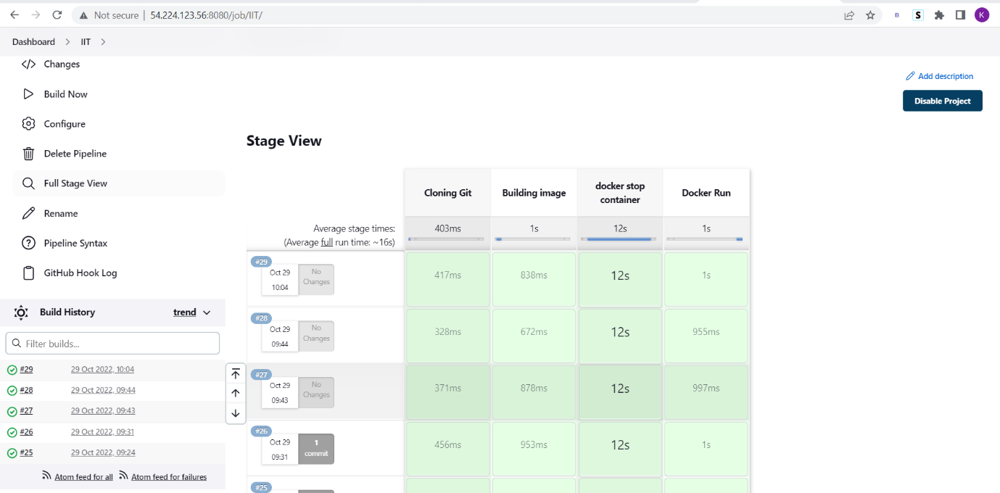 Not secure | 54.224.123.56:8080/job/IIT/
B
S
K
Dashboard > IIT >
Changes
Build Now
Configure
Delete Pipeline
Full Stage View
Rename
Pipeline Syntax
GitHub Hook Log
Build History
trend
Filter builds...
#29 29 Oct 2022, 10:04
#28 29 Oct 2022, 09:44
#27 29 Oct 2022, 09:43
#26 29 Oct 2022, 09:31
#25 29 Oct 2022, 09:24
Atom feed for all Atom feed for failures
Add description
Disable Project
Stage View
Cloning Git
Building image
docker stop
container
Docker Run
Average stage times:
(Average full run time: ~16s)
403ms 1s 12s 1s
#29
Oct 29
10:04
No
Changes
417ms 838ms 12s 1s
#28
Oct 29
09:44
No
Changes
328ms 672ms 12s 955ms
#27
Oct 29
09:43
No
Changes
371ms 878ms 12s 997ms
#26
Oct 29
09:31
1
commit
456ms 953ms 12s 1s
#25